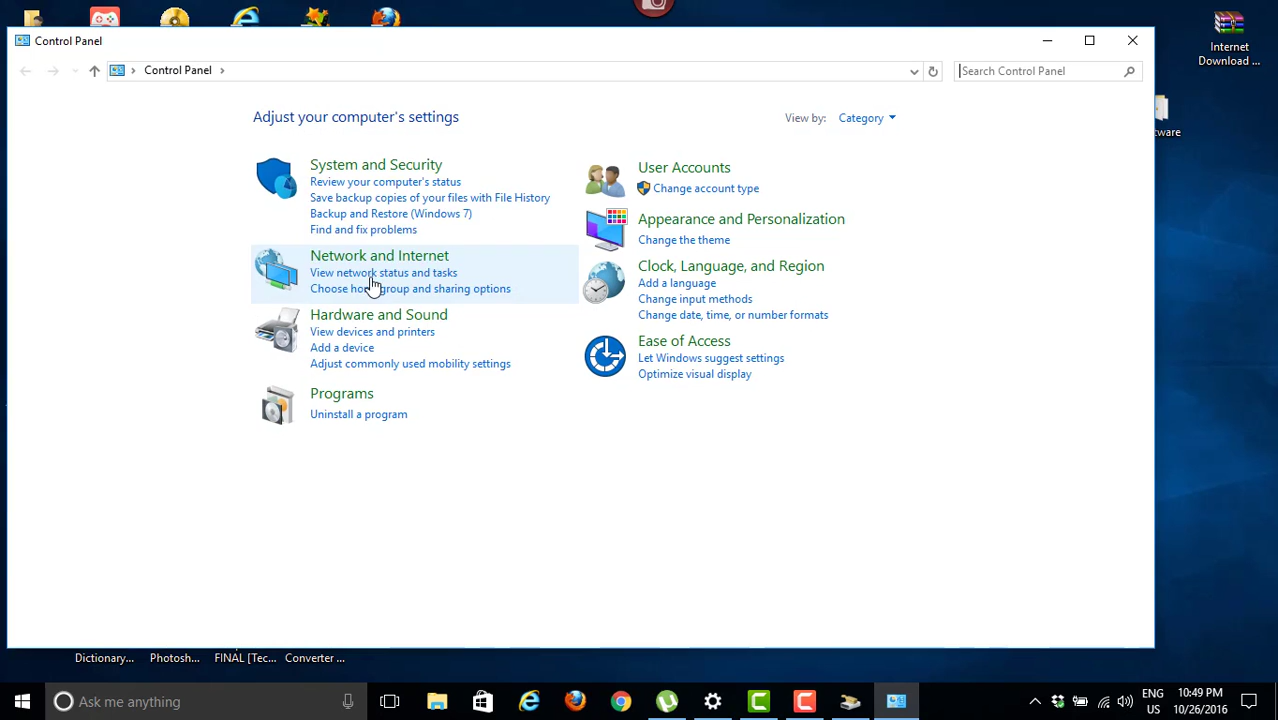 Control Panel
Control Panel
Search Control Panel
Internet
Download ...
tware
Adjust your computer's settings
View by: Category
System and Security
Review your computer's status
Save backup copies of your files with File History
Backup and Restore (Windows 7)
Find and fix problems
Network and Internet
View network status and tasks
Choose homegroup and sharing options
Hardware and Sound
View devices and printers
Add a device
Adjust commonly used mobility settings
Programs
Uninstall a program
User Accounts
Change account type
Appearance and Personalization
Change the theme
Clock, Language, and Region
Add a language
Change input methods
Change date, time, or number formats
Ease of Access
Let Windows suggest settings
Optimize visual display
Dictionary... Photosh... FINAL [Tec... Converter ...
Ask me anything
ENG
US
10:49 PM
10/26/2016